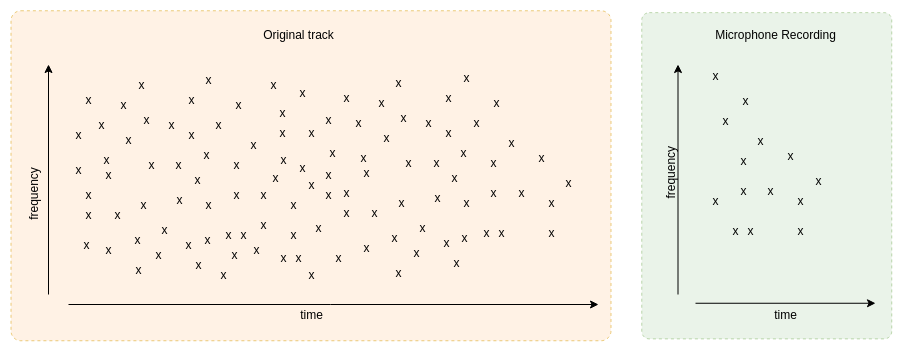 Original track
frequency
time
Microphone Recording
frequency
time